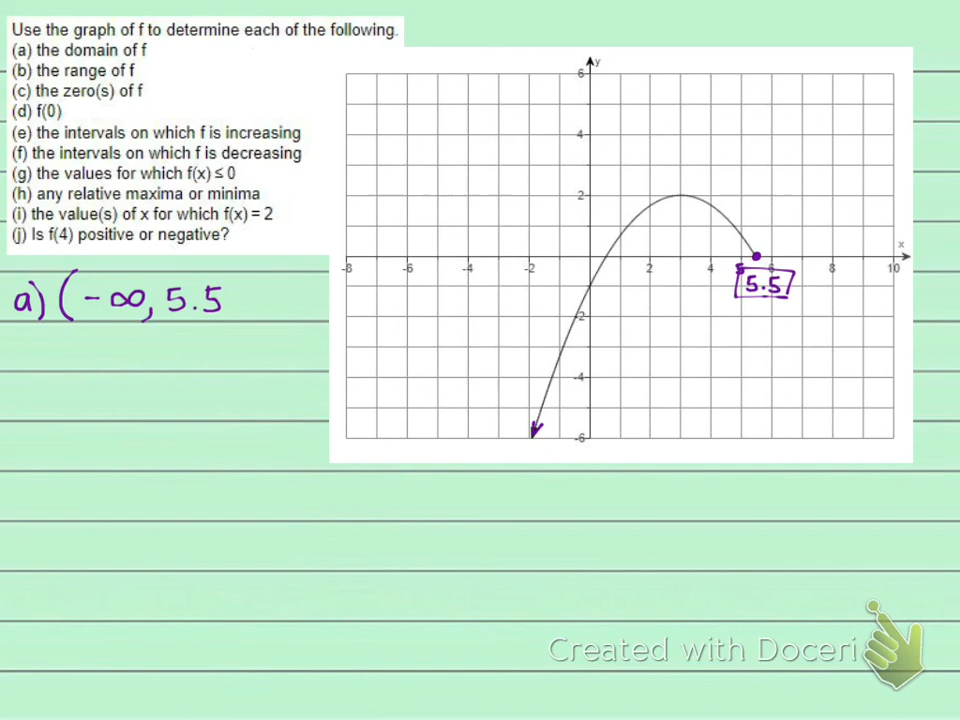 Use the graph of f to determine each of the following.
(a) the domain of f
(b) the range of f
(c) the zero(s) of f
(d) f(0)
(e) the intervals on which f is increasing
(f) the intervals on which f is decreasing
(g) the values for which f(x) ≤ 0
(h) any relative maxima or minima
(i) the value(s) of x for which f(x) = 2
(j) Is f(4) positive or negative?
y
6
4
2
x
-8 -6 -4 -2 2 4 6 8 10
5
5.5
-2
-4
-6
a) (-∞, 5.5
Created with Doceri